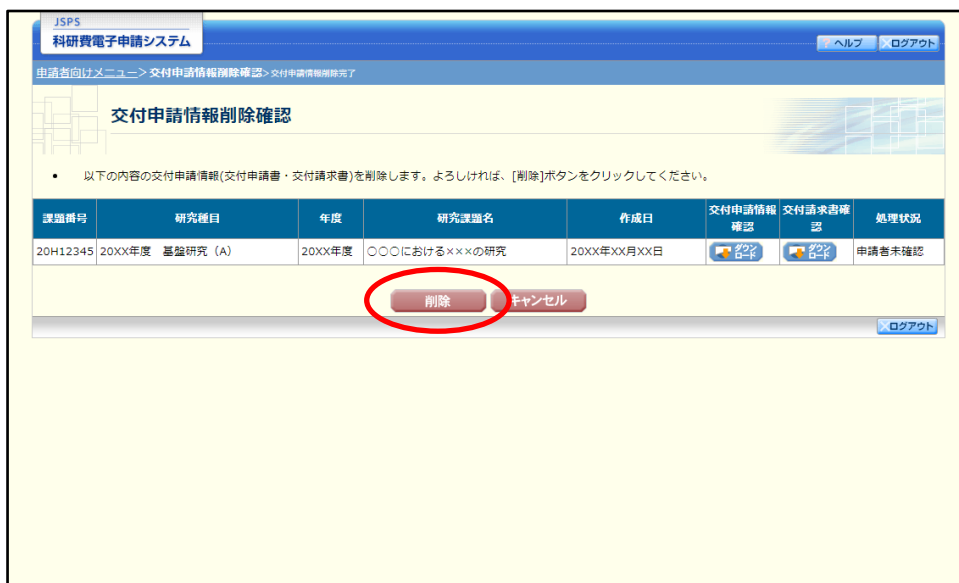 JSPS
科研費電子申請システム
? ヘルプ ×ログアウト
申請者向けメニュー>交付申請情報削除確認>交付申請情報削除完了
交付申請情報削除確認
• 以下の内容の交付申請情報(交付申請書・交付請求書)を削除します。よろしければ、[削除]ボタンをクリックしてください。
課題番号 研究種目 年度 研究課題名 作成日 交付申請情報確認 交付請求書確認 処理状況
20H12345 20XX年度 基盤研究（A） 20XX年度 ○○○における×××の研究 20XX年XX月XX日 ダウンロード ダウンロード 申請者未確認
削除 キャンセル
×ログアウト